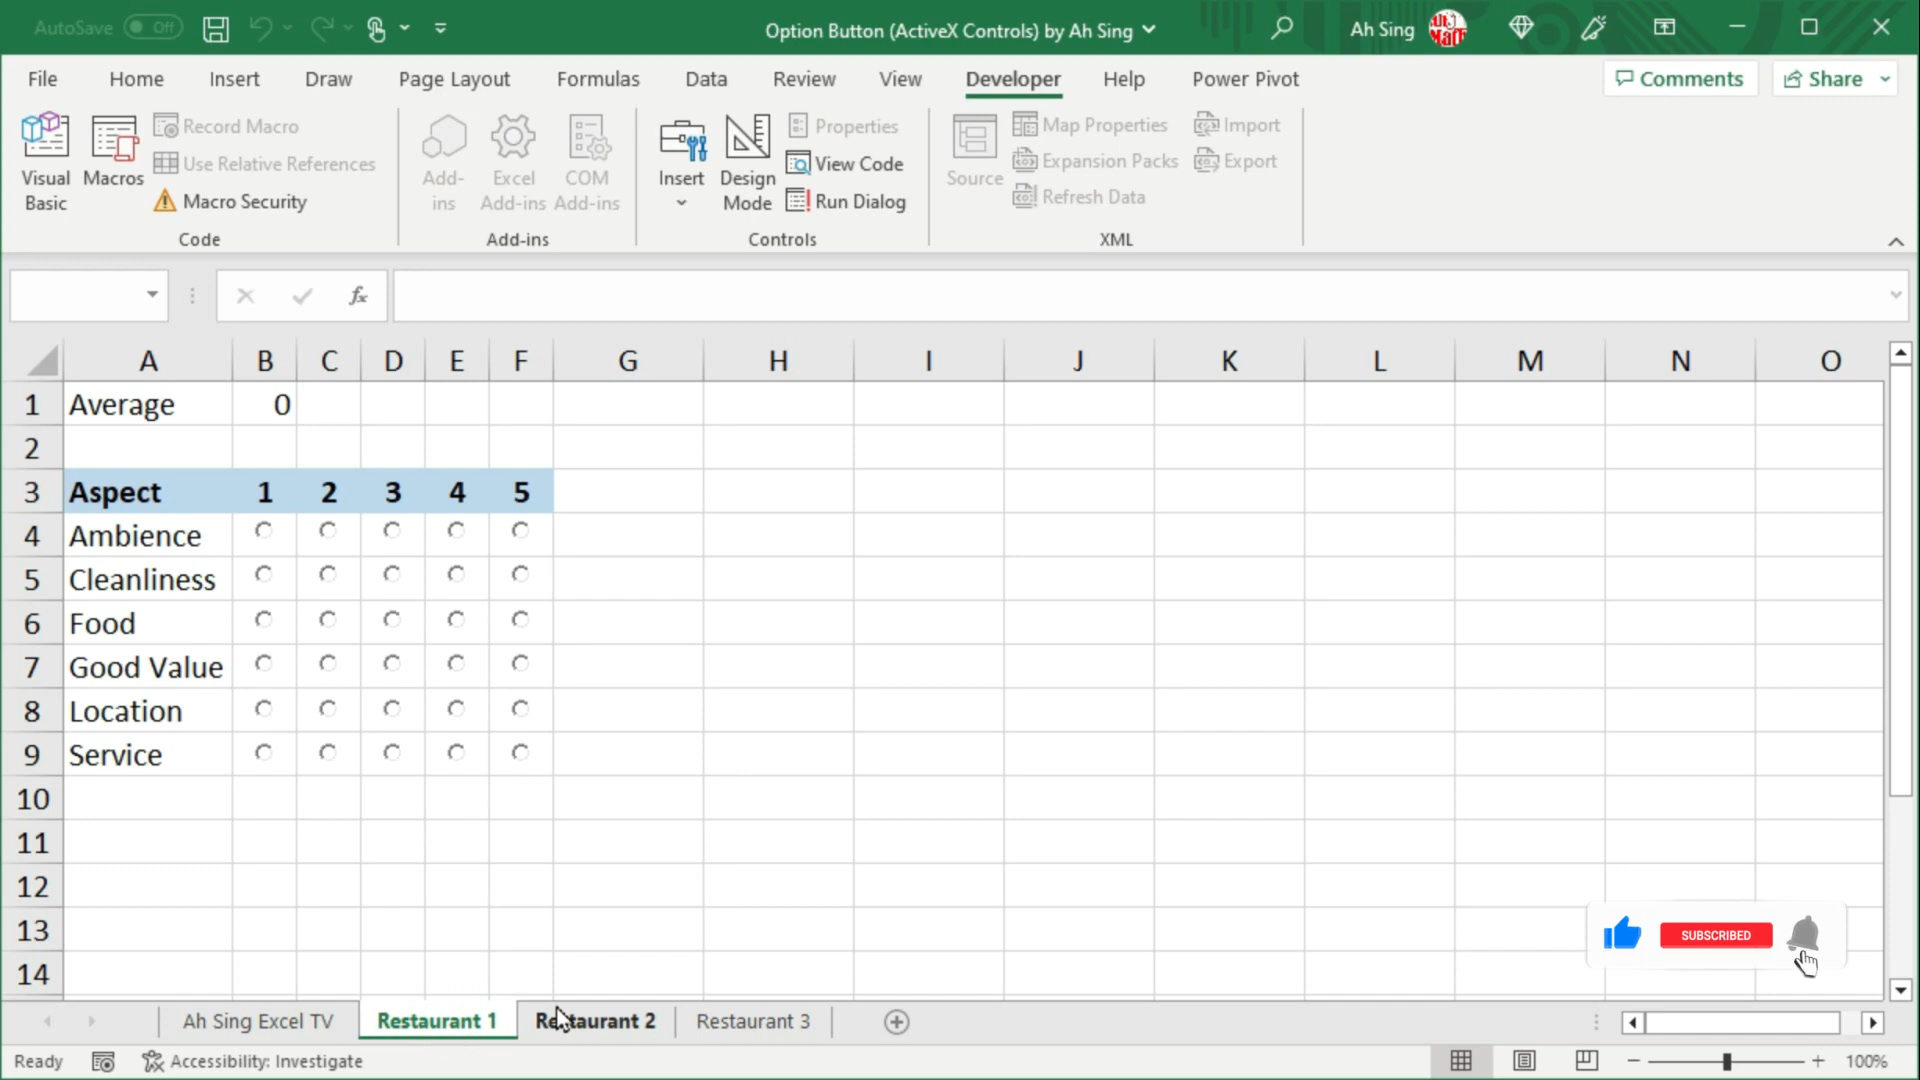 AutoSave Off
Option Button (ActiveX Controls) by Ah Sing
Ah Sing
File Home Insert Draw Page Layout Formulas Data Review View Developer Help Power Pivot
Comments Share
Visual Basic
Macros
Record Macro
Use Relative References
Macro Security
Code
Add-ins
Excel Add-ins
COM Add-ins
Add-ins
Insert
Design Mode
Properties
View Code
Run Dialog
Controls
Source
Map Properties
Expansion Packs
Refresh Data
Import
Export
XML
fx
A B C D E F G H I J K L M N O
1 Average 0
2
3 Aspect 1 2 3 4 5
4 Ambience
5 Cleanliness
6 Food
7 Good Value
8 Location
9 Service
10
11
12
13
14
SUBSCRIBED
Ah Sing Excel TV Restaurant 1 Restaurant 2 Restaurant 3
Ready Accessibility: Investigate 100%